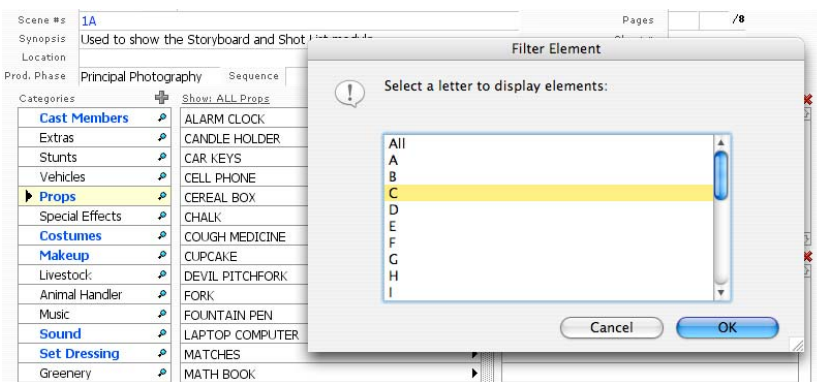 Scene #s 1A Pages /8
Synopsis Used to show the Storyboard and Shot List module
Location
Prod. Phase Principal Photography Sequence
Categories Show: ALL Props
Cast Members ALARM CLOCK
Extras CANDLE HOLDER
Stunts CAR KEYS
Vehicles CELL PHONE
Props CEREAL BOX
Special Effects CHALK
Costumes COUGH MEDICINE
Makeup CUPCAKE
Livestock DEVIL PITCHFORK
Animal Handler FORK
Music FOUNTAIN PEN
Sound LAPTOP COMPUTER
Set Dressing MATCHES
Greenery MATH BOOK
Filter Element
Select a letter to display elements:
All
A
B
C
D
E
F
G
H
I
Cancel OK